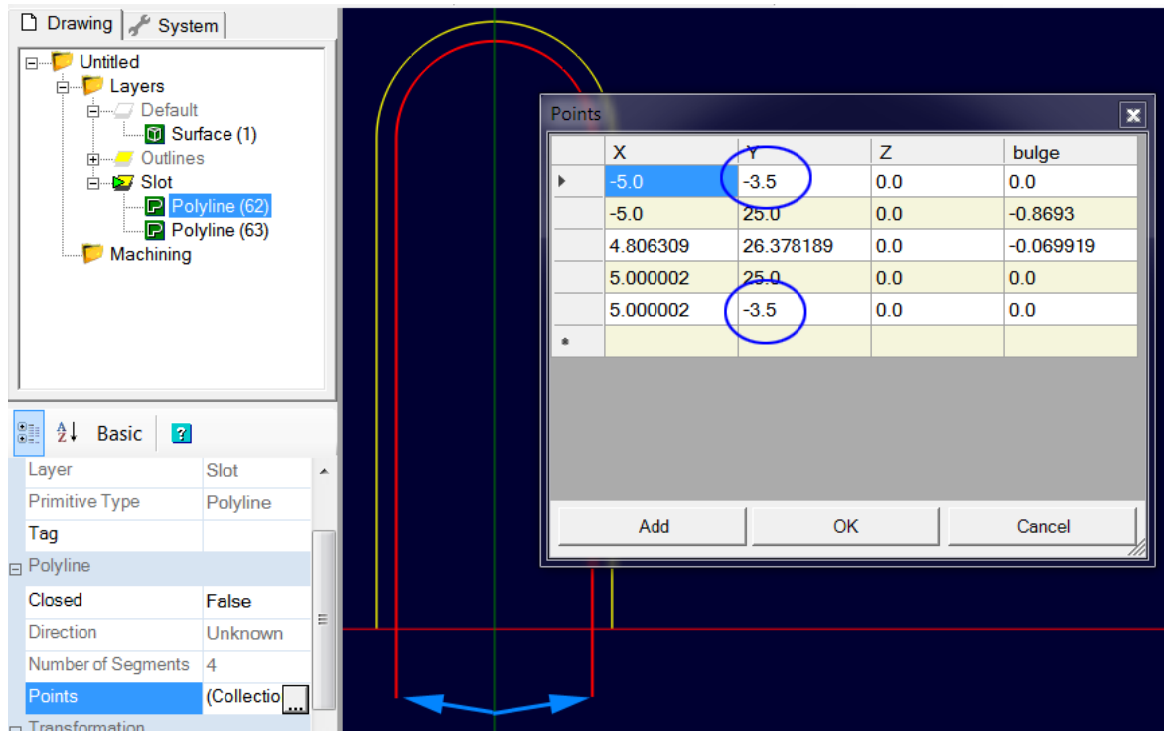 Drawing System
Untitled
Layers
Default
Surface (1)
Outlines
Slot
Polyline (62)
Polyline (63)
Machining
Basic
Layer Slot
Primitive Type Polyline
Tag
Polyline
Closed False
Direction Unknown
Number of Segments 4
Points (Collectio ...
Transformation
Points
X Y Z bulge
-5.0 -3.5 0.0 0.0
-5.0 25.0 0.0 -0.8693
4.806309 26.378189 0.0 -0.069919
5.000002 25.0 0.0 0.0
5.000002 -3.5 0.0 0.0
Add OK Cancel